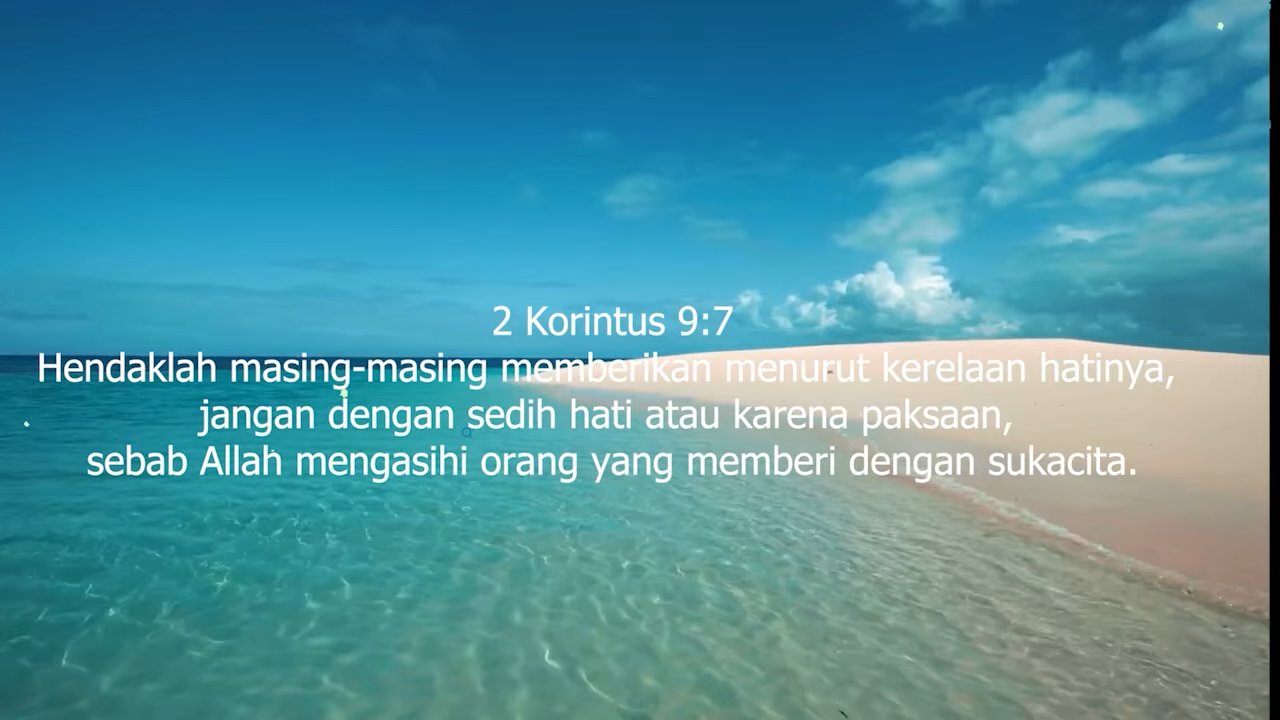 2 Korintus 9:7
Hendaklah masing-masing memberikan menurut kerelaan hatinya,
jangan dengan sedih hati atau karena paksaan,
sebab Allah mengasihi orang yang memberi dengan sukacita.